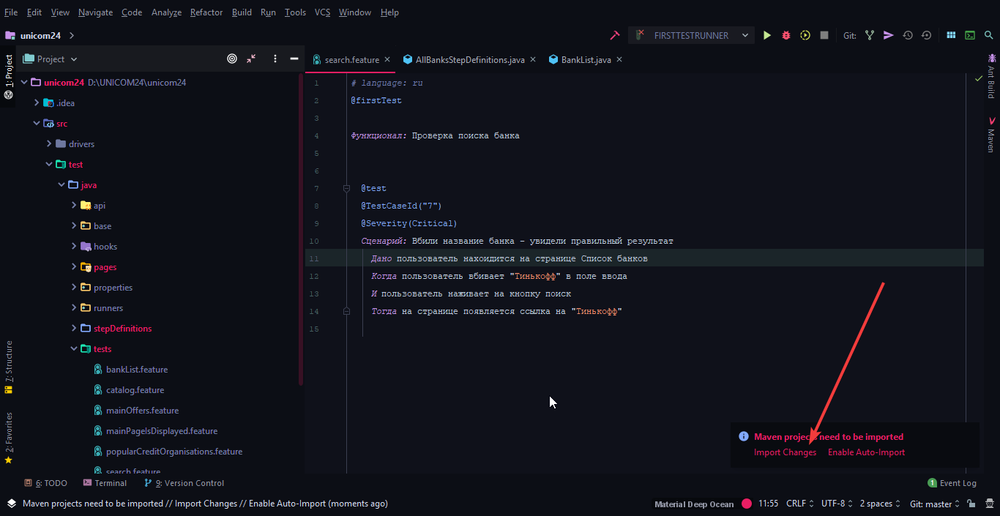 File Edit View Navigate Code Analyze Refactor Build Run Tools VCS Window Help
unicom24
FIRSTTESTRUNNER
Git:
1: Project
Project
search.feature
AllBanksStepDefinitions.java
BankList.java
unicom24 D:\UNICOM24\unicom24
.idea
src
drivers
test
java
api
base
hooks
pages
properties
runners
stepDefinitions
tests
bankList.feature
catalog.feature
mainOffers.feature
mainPageIsDisplayed.feature
popularCreditOrganisations.feature
search.feature
1 # language: ru
2 @firstTest
3
4 Функционал: Проверка поиска банка
5
6
7 @test
8 @TestCaseId("7")
9 @Severity(Critical)
10 Сценарий: Вбили название банка - увидели правильный результат
11 Дано пользователь нахоидится на странице Список банков
12 Когда пользователь вбивает "Тинькофф" в поле ввода
13 И пользователь наживает на кнопку поиск
14 Тогда на странице появляется ссылка на "Тинькофф"
15
Ant Build
Maven
7: Structure
2: Favorites
Maven projects need to be imported
Import Changes Enable Auto-Import
6: TODO Terminal 9: Version Control
1 Event Log
Maven projects need to be imported // Import Changes // Enable Auto-Import (moments ago)
Material Deep Ocean 11:55 CRLF UTF-8 2 spaces Git: master